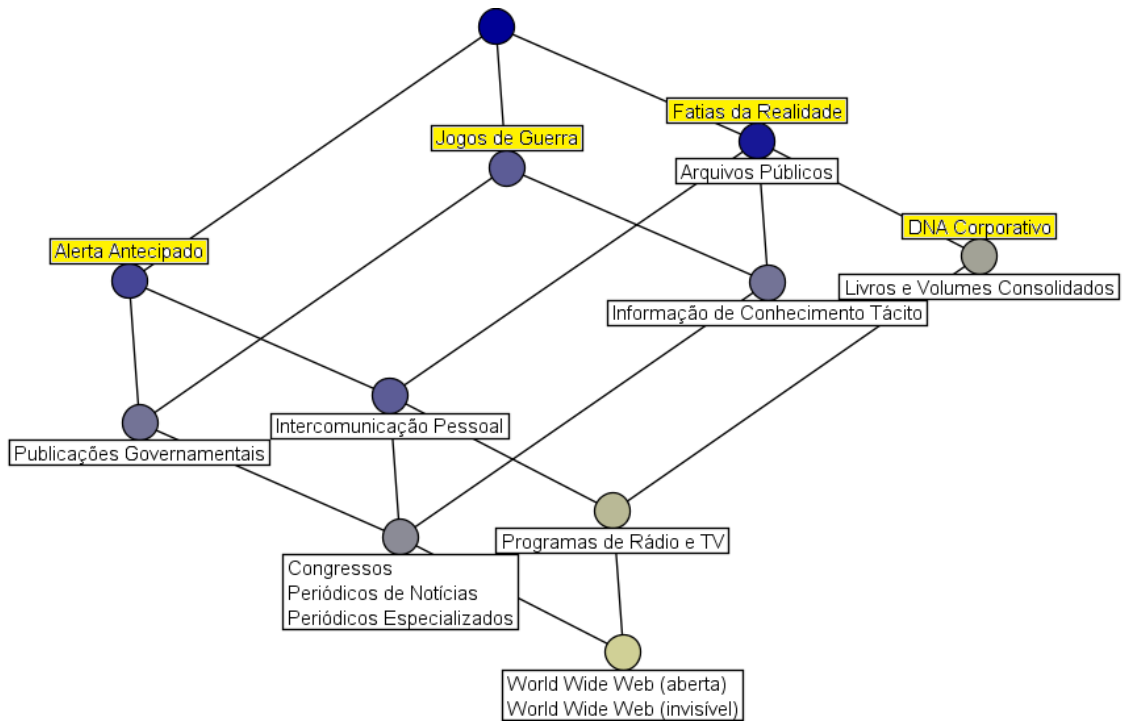 Fatias da Realidade
Jogos de Guerra
Arquivos Públicos
DNA Corporativo
Alerta Antecipado
Livros e Volumes Consolidados
Informação de Conhecimento Tácito
Intercomunicação Pessoal
Publicações Governamentais
Programas de Rádio e TV
Congressos
Periódicos de Notícias
Periódicos Especializados
World Wide Web (aberta)
World Wide Web (invisível)